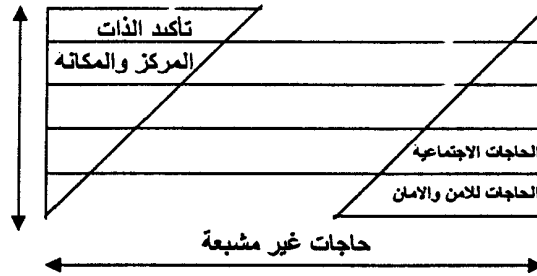 تأكيد الذات
المركز والمكانه
الحاجات الاجتماعية
الحاجات للامن والامان
حاجات غير مشبعة